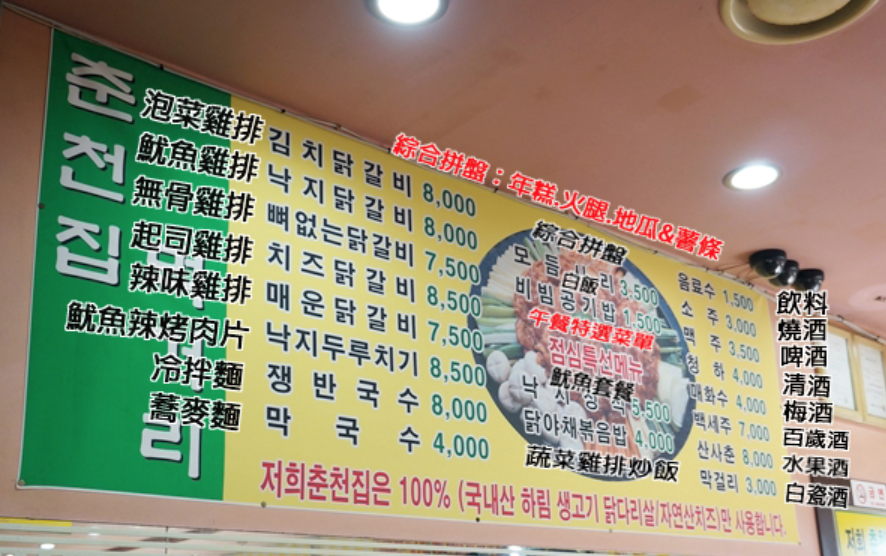 춘천집
泡菜雞排 김치닭갈비 8,000
魷魚雞排 낙지닭갈비 8,000
無骨雞排 뼈없는닭갈비 7,500
起司雞排 치즈닭갈비 8,500
辣味雞排 매운닭갈비 7,500
魷魚辣烤肉片 낙지두루치기 8,500
冷拌麵 쟁반국수 8,000
蕎麥麵 막국수 4,000
綜合拼盤：年糕.火腿.地瓜&薯條
綜合拼盤
모듬 리 3,500
白飯
비빔공기밥 1,500
午餐特選菜單
점심특선메뉴
魷魚套餐
낙지정식 5,500
닭야채볶음밥 4,000
蔬菜雞排炒飯
음료수 1,500 飲料
소주 3,000 燒酒
맥주 3,500 啤酒
청하 4,000 清酒
매화수 4,000 梅酒
백세주 7,000 百歲酒
산사춘 8,000 水果酒
막걸리 3,000 白瓷酒
저희춘천집은 100% (국내산 하림 생고기 닭다리살/자연산치즈)만 사용합니다.
저희